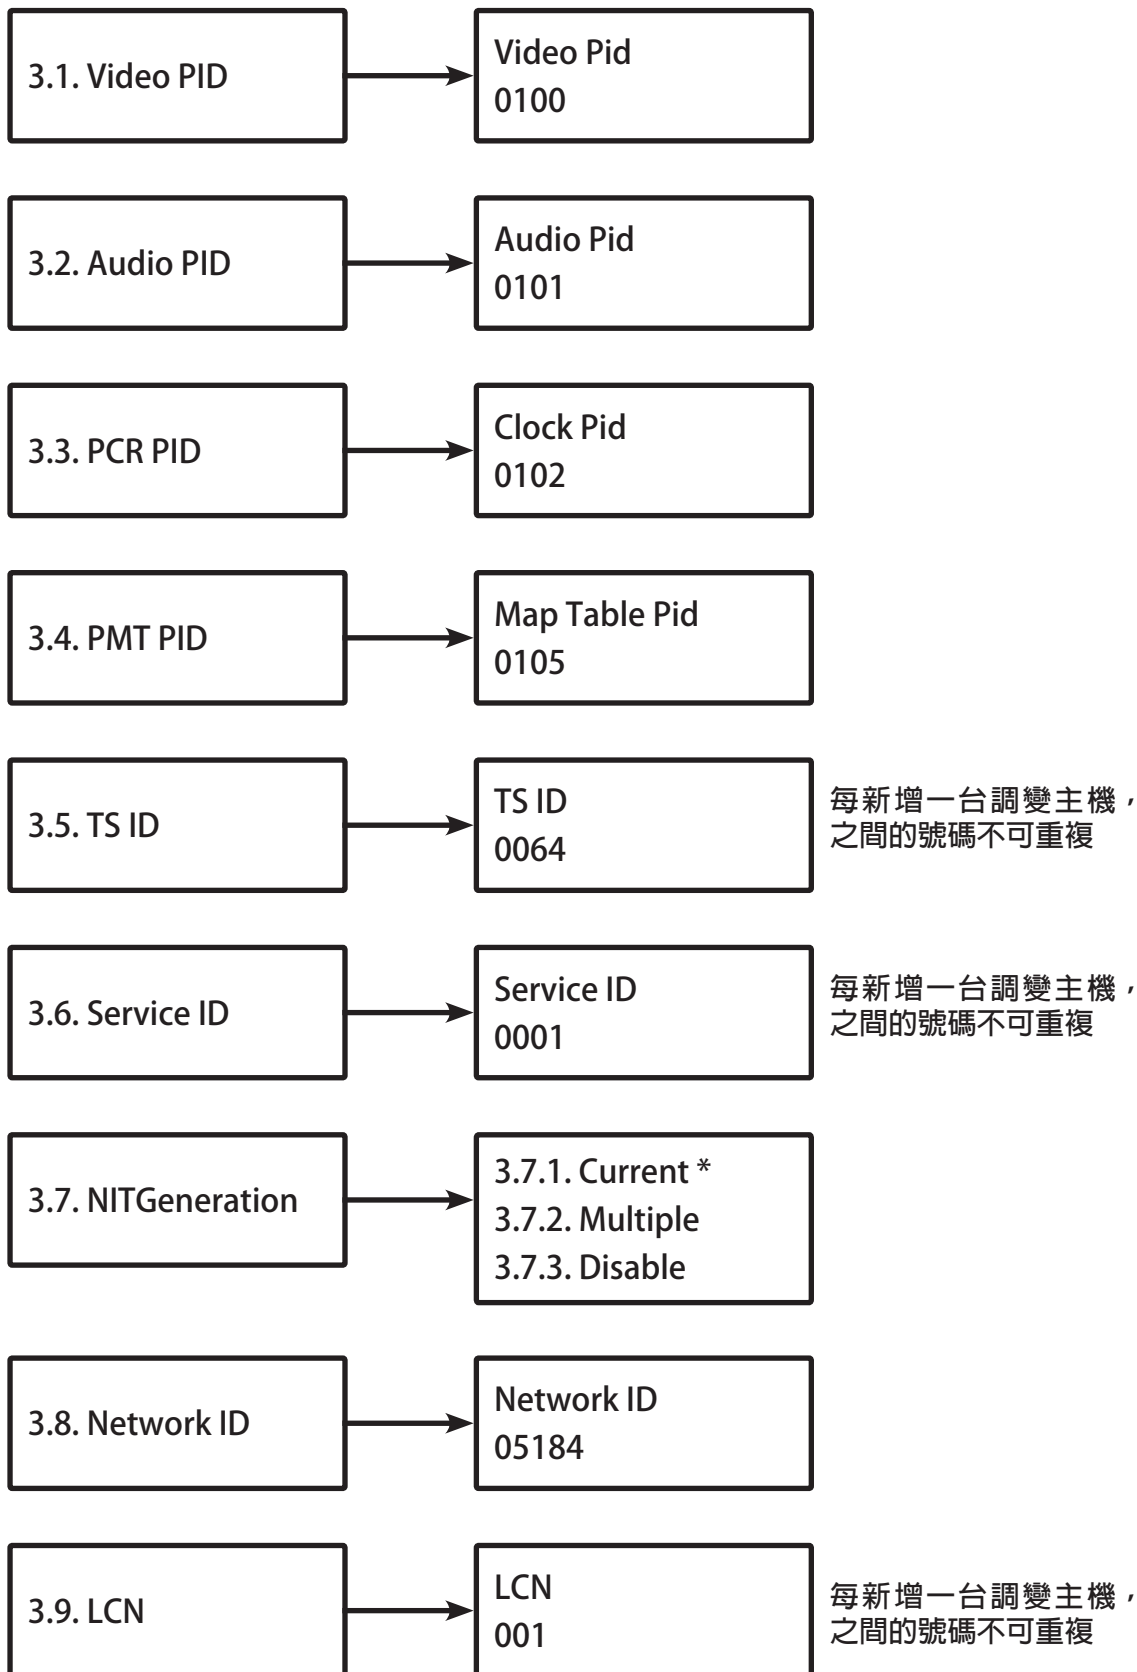 3.1. Video PID
Video Pid
0100
3.2. Audio PID
Audio Pid
0101
3.3. PCR PID
Clock Pid
0102
3.4. PMT PID
Map Table Pid
0105
3.5. TS ID
TS ID
0064
每新增一台調變主機，
之間的號碼不可重複
3.6. Service ID
Service ID
0001
每新增一台調變主機，
之間的號碼不可重複
3.7. NITGeneration
3.7.1. Current *
3.7.2. Multiple
3.7.3. Disable
3.8. Network ID
Network ID
05184
3.9. LCN
LCN
001
每新增一台調變主機，
之間的號碼不可重複